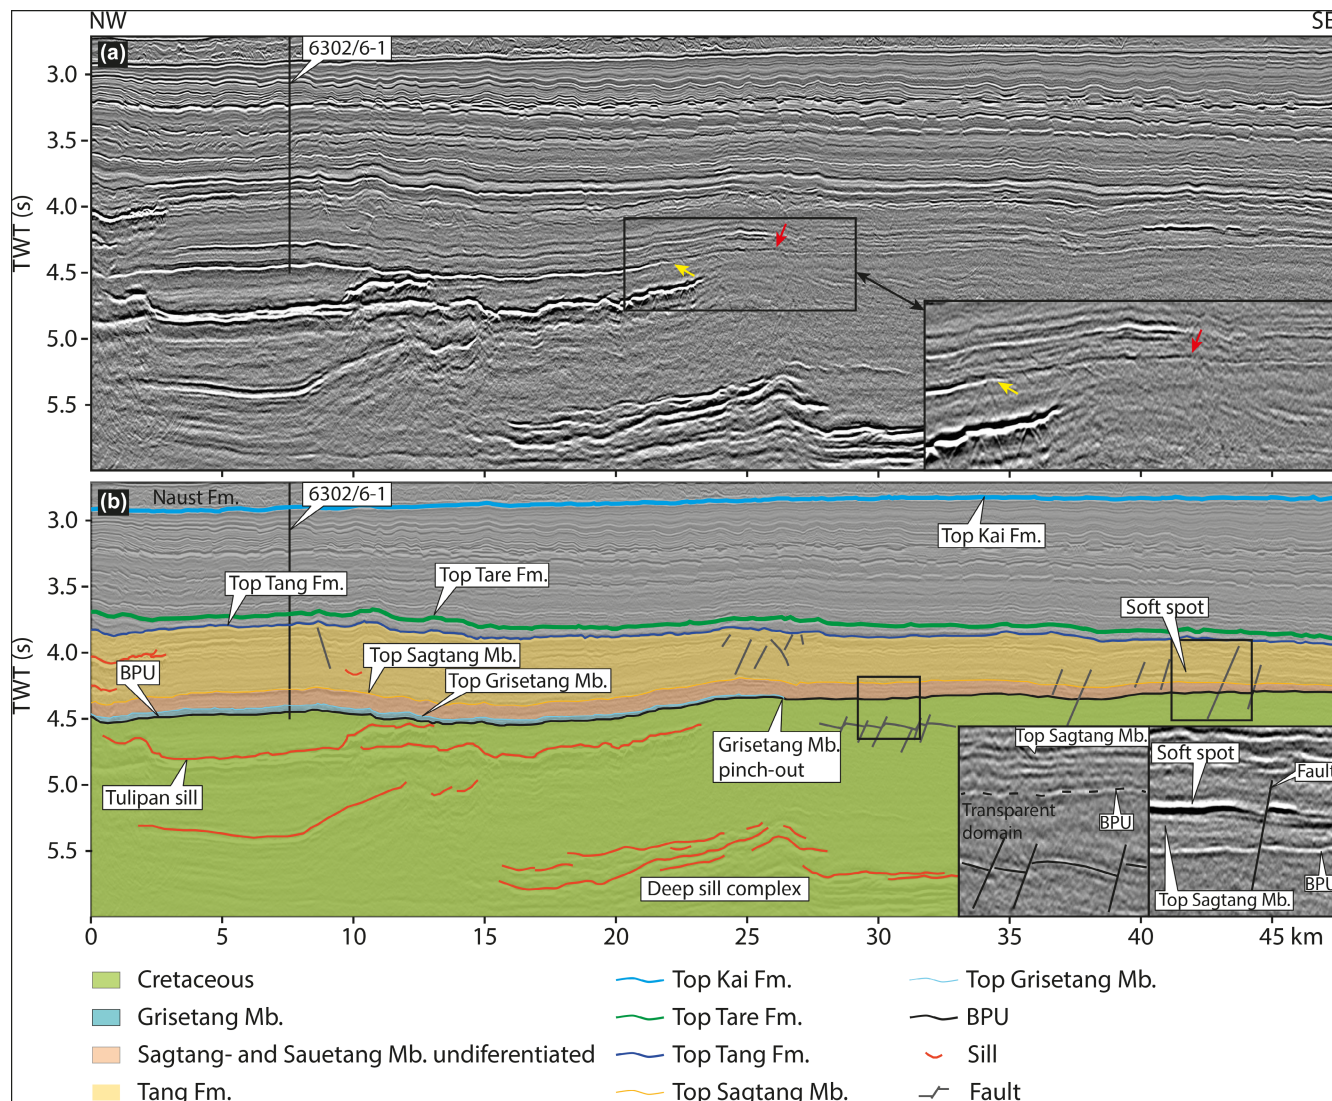 NW
SE
(a)
6302/6-1
3.0
3.5
4.0
4.5
5.0
5.5
TWT (s)
5
10
15
20
25
30
35
40
45 km
(b)
Naust Fm.
6302/6-1
Top Kai Fm.
Top Tang Fm.
Top Tare Fm.
Soft spot
BPU
Top Sagtang Mb.
Top Grisetang Mb.
Grisetang Mb.
pinch-out
Tulipan sill
Deep sill complex
Top Sagtang Mb.
Transparent
domain
BPU
Soft spot
Fault
BPU
Top Sagtang Mb.
3.0
3.5
4.0
4.5
5.0
5.5
TWT (s)
0
Cretaceous
Grisetang Mb.
Sagtang- and Sauetang Mb. undiferentiated
Tang Fm.
Top Kai Fm.
Top Tare Fm.
Top Tang Fm.
Top Sagtang Mb.
Top Grisetang Mb.
BPU
Sill
Fault